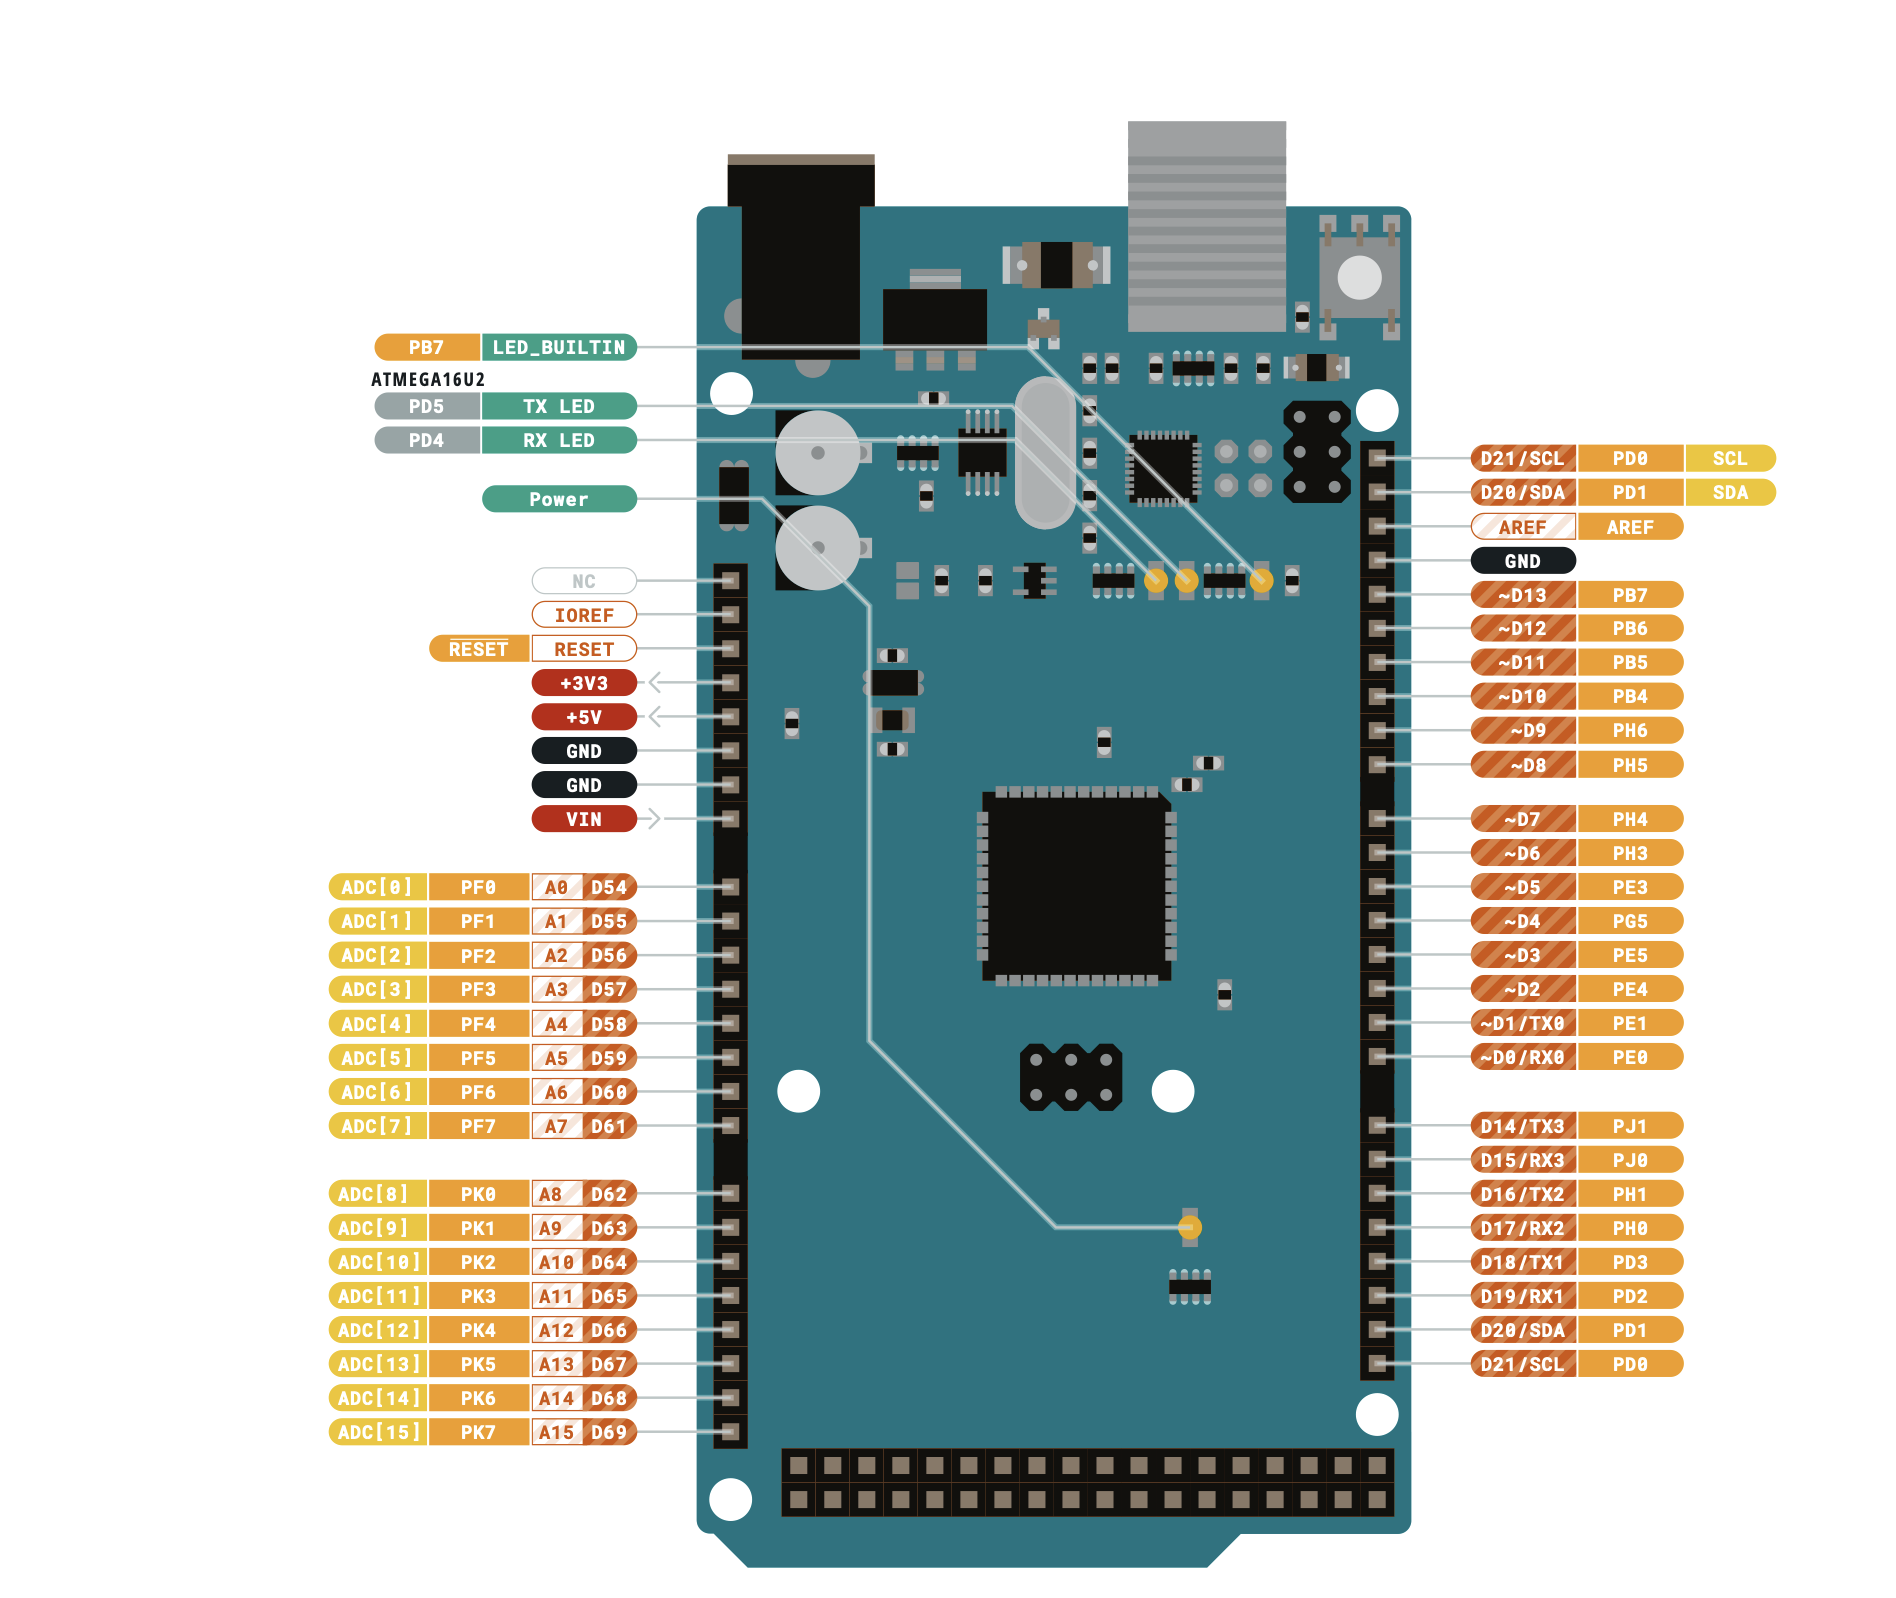 PB7 LED_BUILTIN
ATMEGA16U2
PD5 TX LED
PD4 RX LED
Power
NC
IOREF
RESET RESET
+3V3
+5V
GND
GND
VIN
ADC[0] PF0 A0 D54
ADC[1] PF1 A1 D55
ADC[2] PF2 A2 D56
ADC[3] PF3 A3 D57
ADC[4] PF4 A4 D58
ADC[5] PF5 A5 D59
ADC[6] PF6 A6 D60
ADC[7] PF7 A7 D61
ADC[8] PK0 A8 D62
ADC[9] PK1 A9 D63
ADC[10] PK2 A10 D64
ADC[11] PK3 A11 D65
ADC[12] PK4 A12 D66
ADC[13] PK5 A13 D67
ADC[14] PK6 A14 D68
ADC[15] PK7 A15 D69
D21/SCL PD0 SCL
D20/SDA PD1 SDA
AREF AREF
GND
~D13 PB7
~D12 PB6
~D11 PB5
~D10 PB4
~D9 PH6
~D8 PH5
~D7 PH4
~D6 PH3
~D5 PE3
~D4 PG5
~D3 PE5
~D2 PE4
~D1/TX0 PE1
~D0/RX0 PE0
D14/TX3 PJ1
D15/RX3 PJ0
D16/TX2 PH1
D17/RX2 PH0
D18/TX1 PD3
D19/RX1 PD2
D20/SDA PD1
D21/SCL PD0